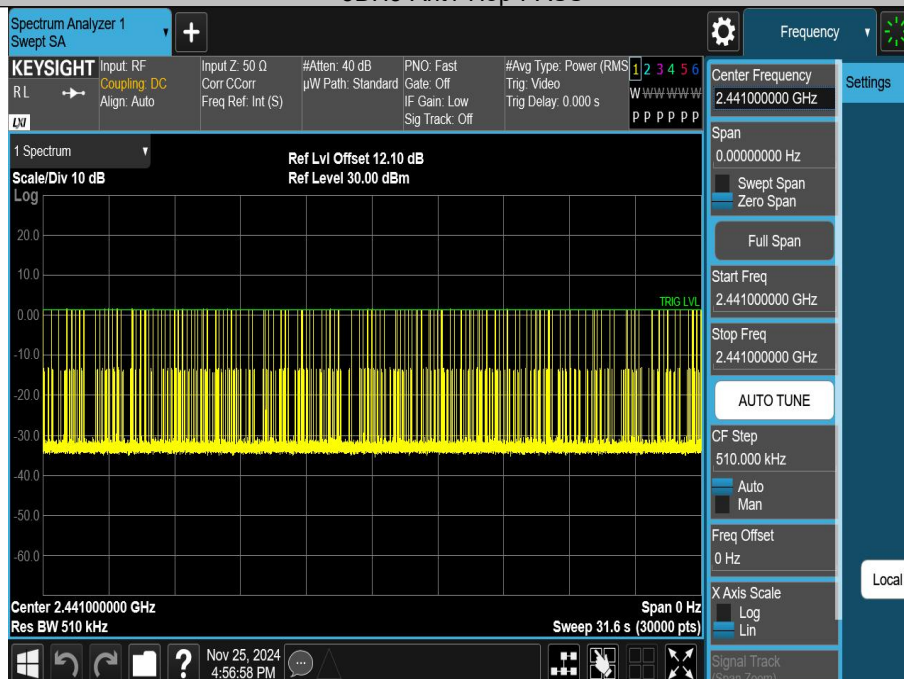 Spectrum Analyzer 1
Swept SA
+
Frequency
KEYSIGHT
R L
LXI
Input: RF
Coupling: DC
Align: Auto
Input Z: 50 Ω
Corr CCorr
Freq Ref: Int (S)
#Atten: 40 dB
µW Path: Standard
PNO: Fast
Gate: Off
IF Gain: Low
Sig Track: Off
#Avg Type: Power (RMS
Trig: Video
Trig Delay: 0.000 s
1 2 3 4 5 6
W W W W W W
P P P P P P
1 Spectrum
Scale/Div 10 dB
Ref Lvl Offset 12.10 dB
Ref Level 30.00 dBm
Log
20.0
10.0
0.00
-10.0
-20.0
-30.0
-40.0
-50.0
-60.0
TRIG LVL
Center 2.441000000 GHz
Res BW 510 kHz
Span 0 Hz
Sweep 31.6 s (30000 pts)
Center Frequency
2.441000000 GHz
Settings
Span
0.00000000 Hz
Swept Span
Zero Span
Full Span
Start Freq
2.441000000 GHz
Stop Freq
2.441000000 GHz
AUTO TUNE
CF Step
510.000 kHz
Auto
Man
Freq Offset
0 Hz
Local
X Axis Scale
Log
Lin
Signal Track
(Span Zoom)
?
Nov 25, 2024
4:56:58 PM